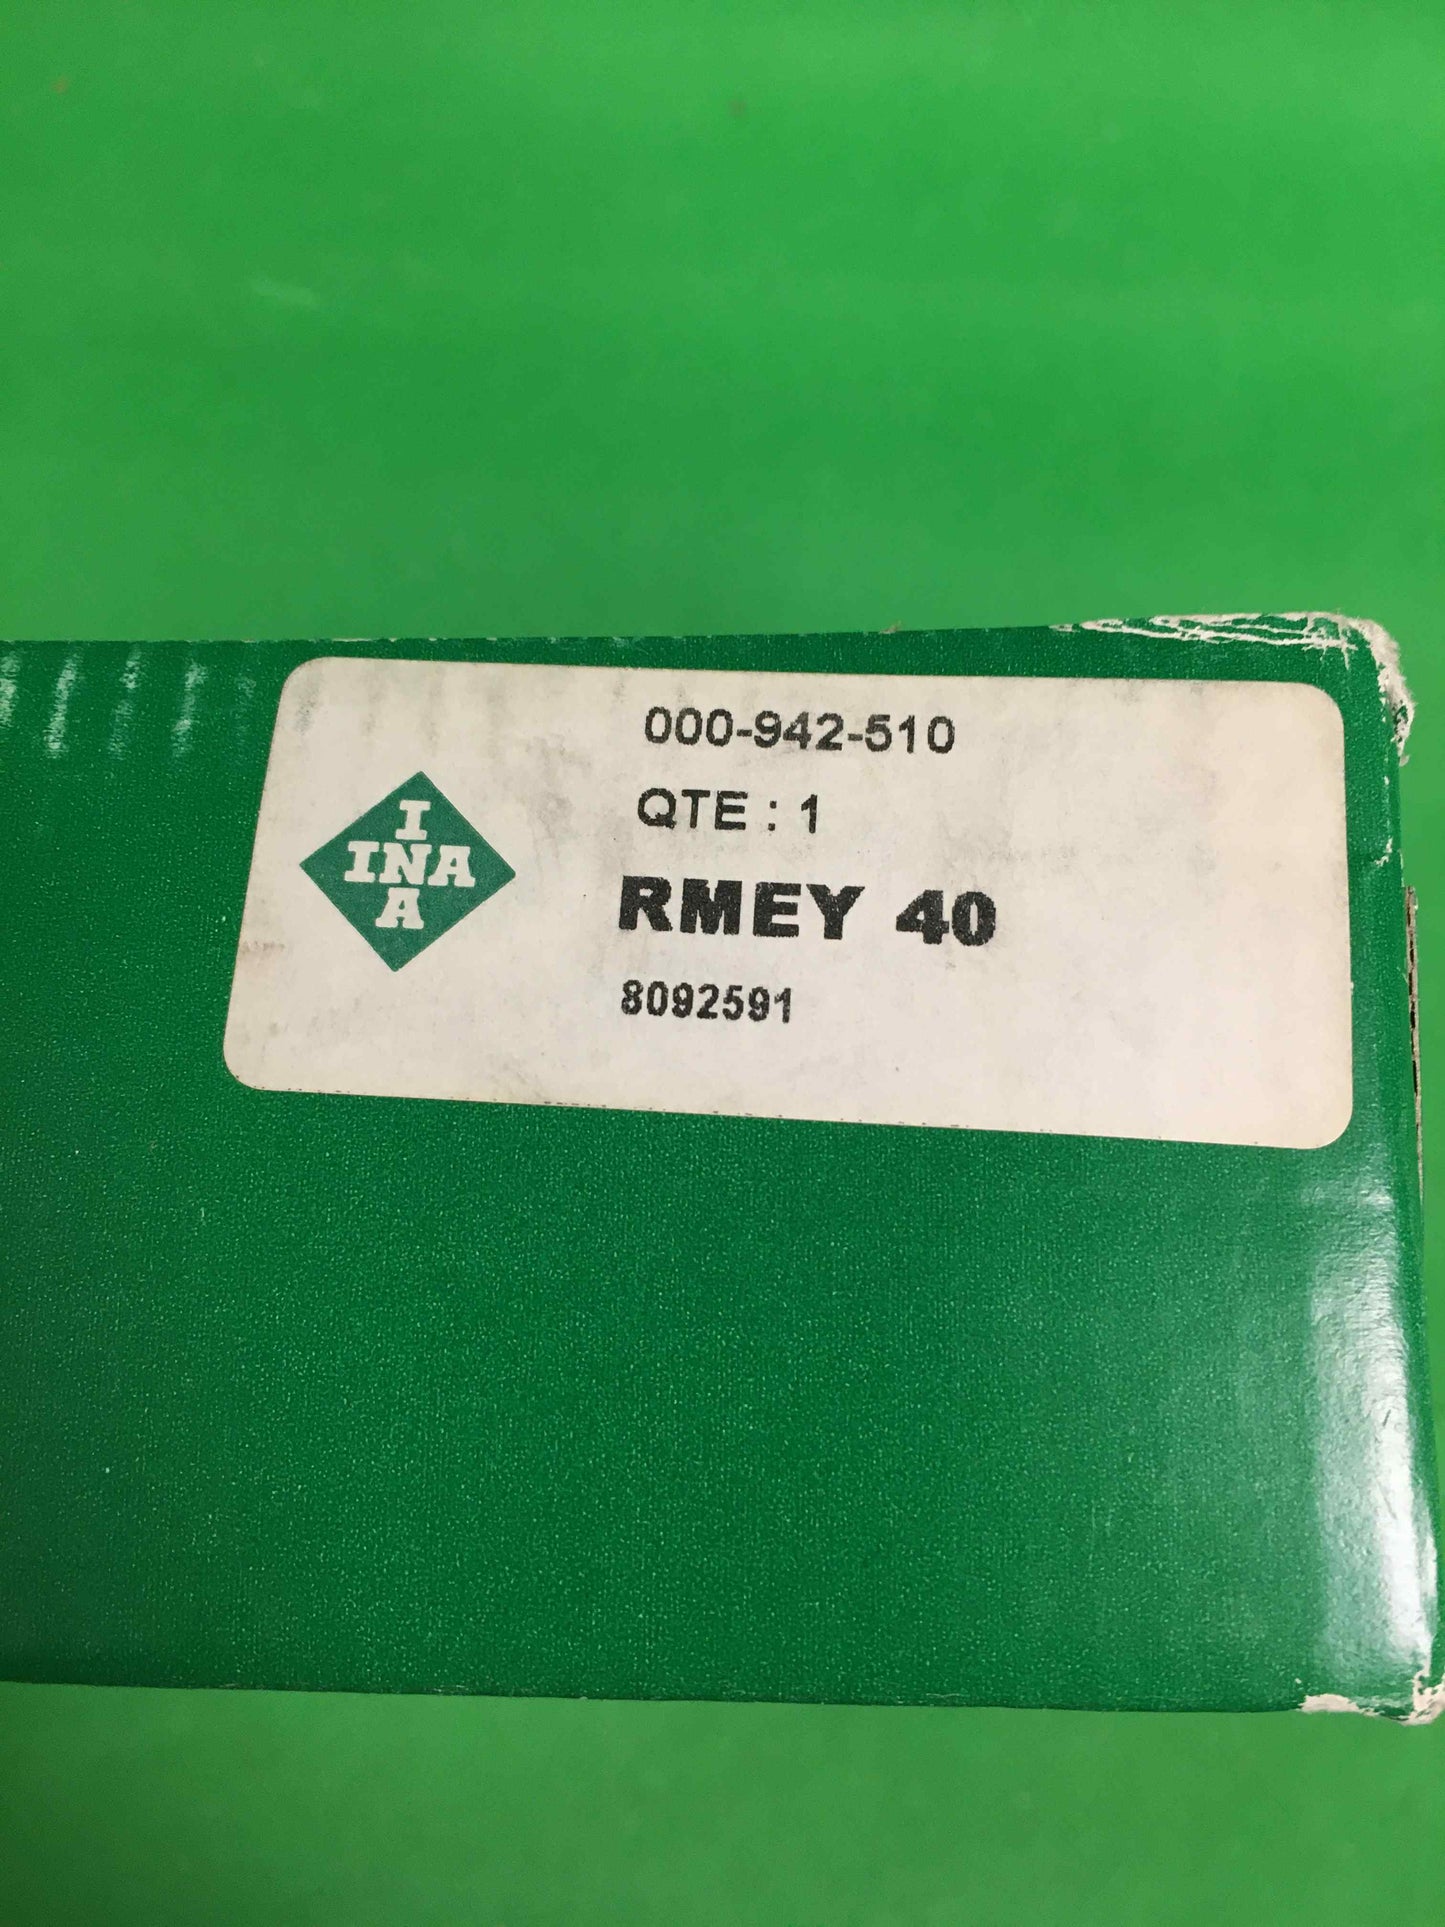 000-942-510
QTE : 1
I
INA
A
RMEY 40
8092591